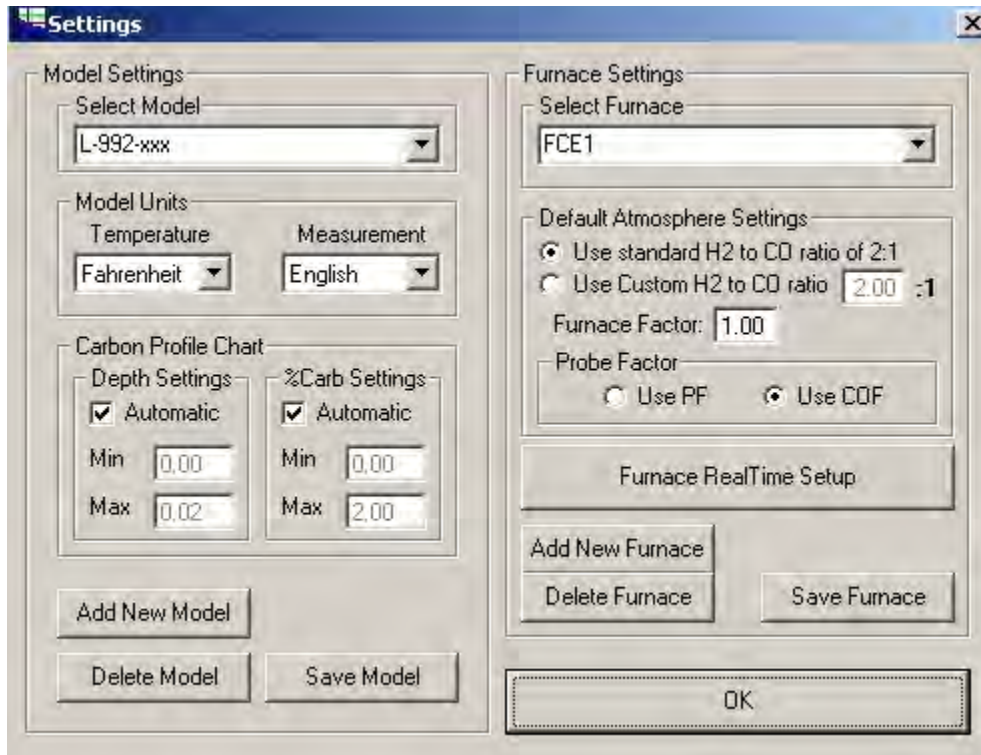 Settings
Model Settings
Select Model
L-992-xxx
Model Units
Temperature Measurement
Fahrenheit English
Carbon Profile Chart
Depth Settings %Carb Settings
Automatic Automatic
Min 0.00 Min 0.00
Max 0.02 Max 2.00
Add New Model
Delete Model Save Model
Furnace Settings
Select Furnace
FCE1
Default Atmosphere Settings
Use standard H2 to CO ratio of 2:1
Use Custom H2 to CO ratio 2.00 :1
Furnace Factor: 1.00
Probe Factor
Use PF Use COF
Furnace RealTime Setup
Add New Furnace
Delete Furnace Save Furnace
OK